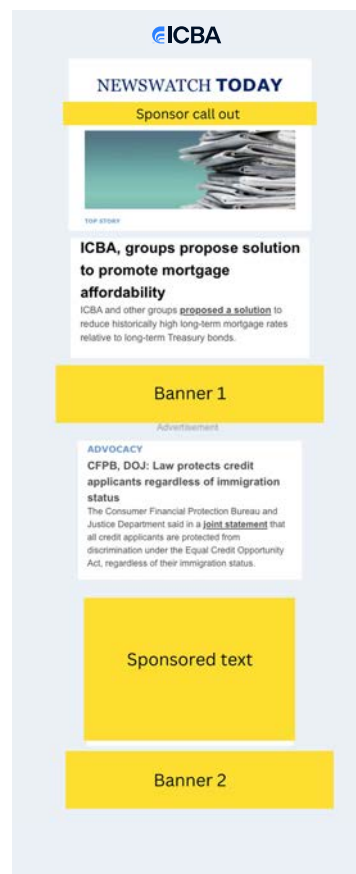 ICBA
NEWSWATCH TODAY
Sponsor call out
TOP STORY
ICBA, groups propose solution
to promote mortgage
affordability
ICBA and other groups proposed a solution to
reduce historically high long-term mortgage rates
relative to long-term Treasury bonds.
Banner 1
Advertisement
ADVOCACY
CFPB, DOJ: Law protects credit
applicants regardless of immigration
status
The Consumer Financial Protection Bureau and
Justice Department said in a joint statement that
all credit applicants are protected from
discrimination under the Equal Credit Opportunity
Act, regardless of their immigration status.
Sponsored text
Banner 2